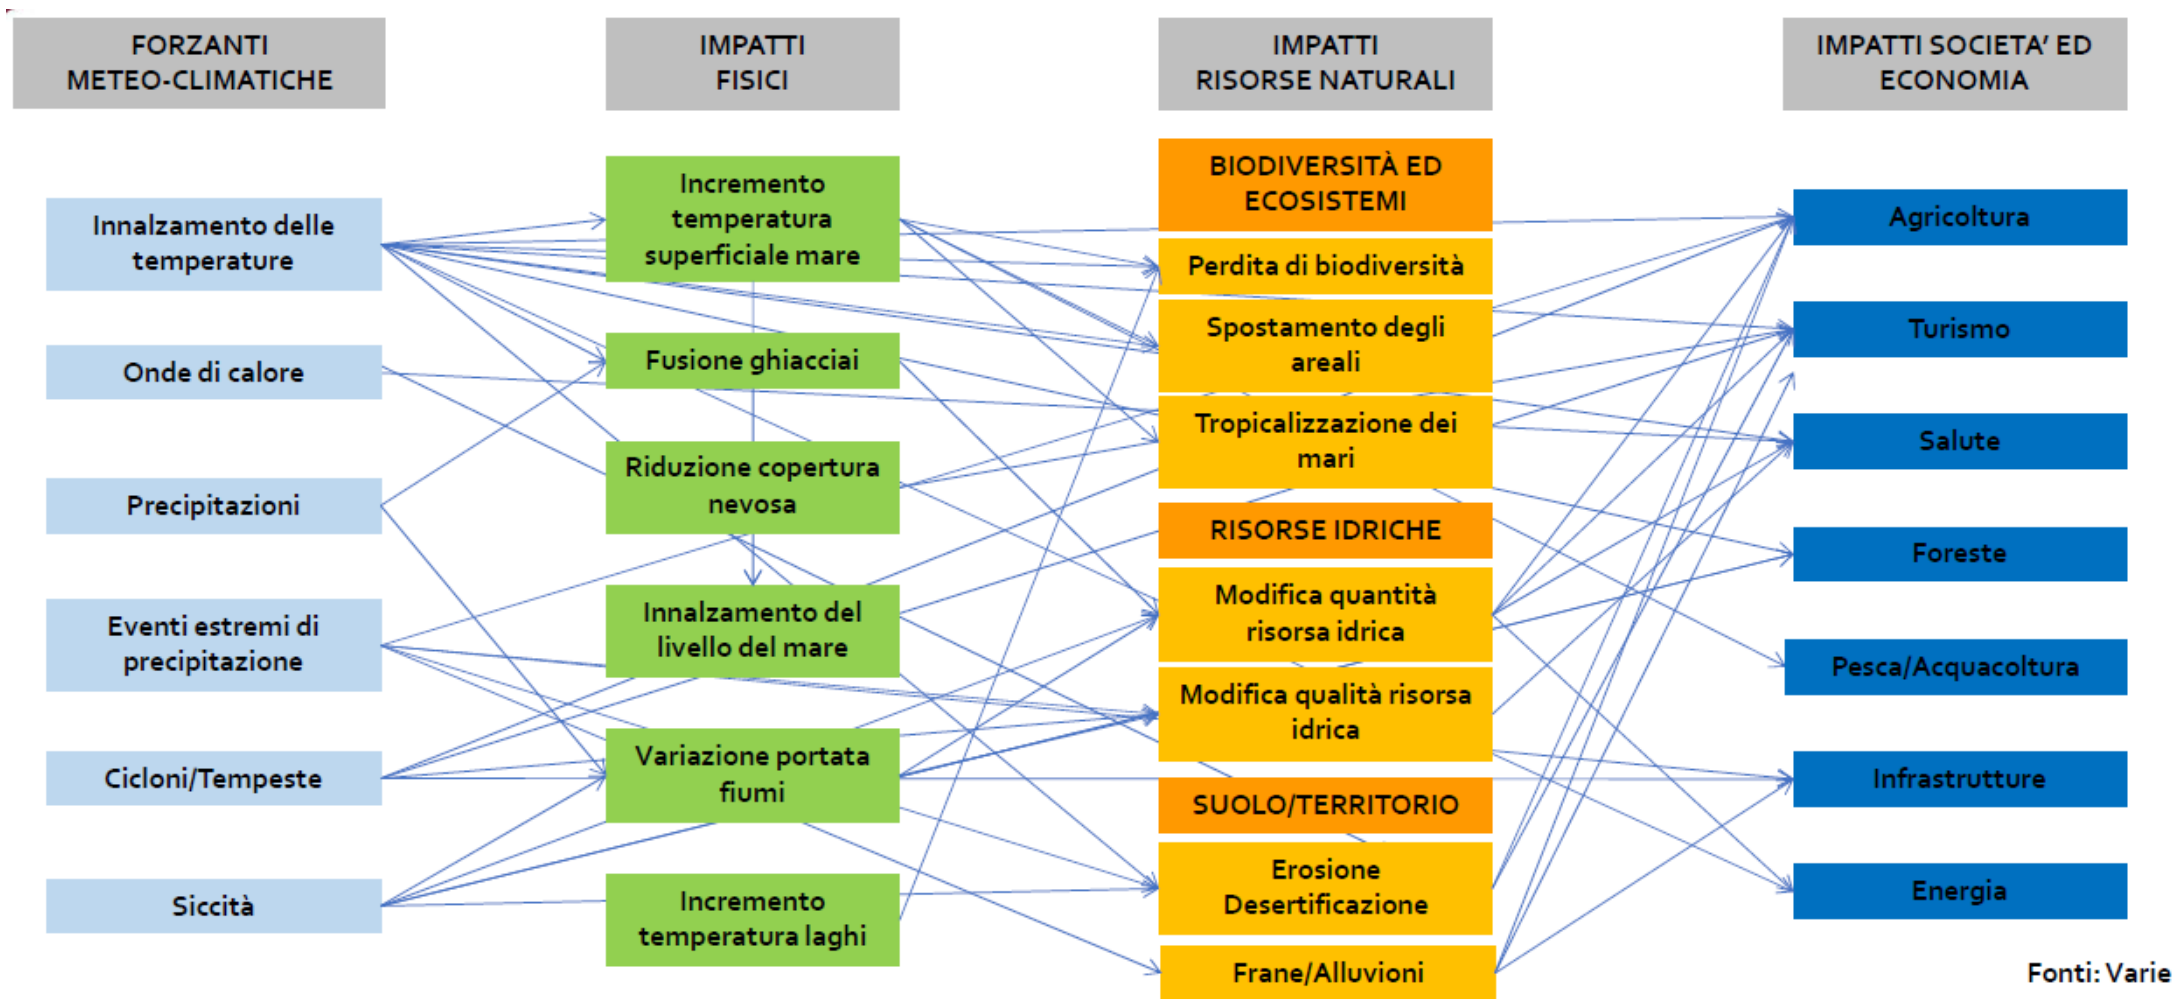 FORZANTI
METEO-CLIMATICHE
Innalzamento delle
temperature
Onde di calore
Precipitazioni
Eventi estremi di
precipitazione
Cicloni/Tempeste
Siccità
IMPATTI
FISICI
Incremento
temperatura
superficiale mare
Fusione ghiacciai
Riduzione copertura
nevosa
Innalzamento del
livello del mare
Variazione portata
fiumi
Incremento
temperatura laghi
IMPATTI
RISORSE NATURALI
BIODIVERSITÀ ED
ECOSISTEMI
Perdita di biodiversità
Spostamento degli
areali
Tropicalizzazione dei
mari
RISORSE IDRICHE
Modifica quantità
risorsa idrica
Modifica qualità risorsa
idrica
SUOLO/TERRITORIO
Erosione
Desertificazione
Frane/Alluvioni
IMPATTI SOCIETA’ ED
ECONOMIA
Agricoltura
Turismo
Salute
Foreste
Pesca/Acquacoltura
Infrastrutture
Energia
Fonti: Varie